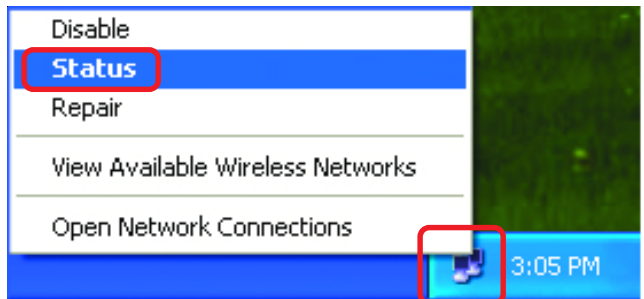 Disable
Status
Repair
View Available Wireless Networks
Open Network Connections
3:05 PM